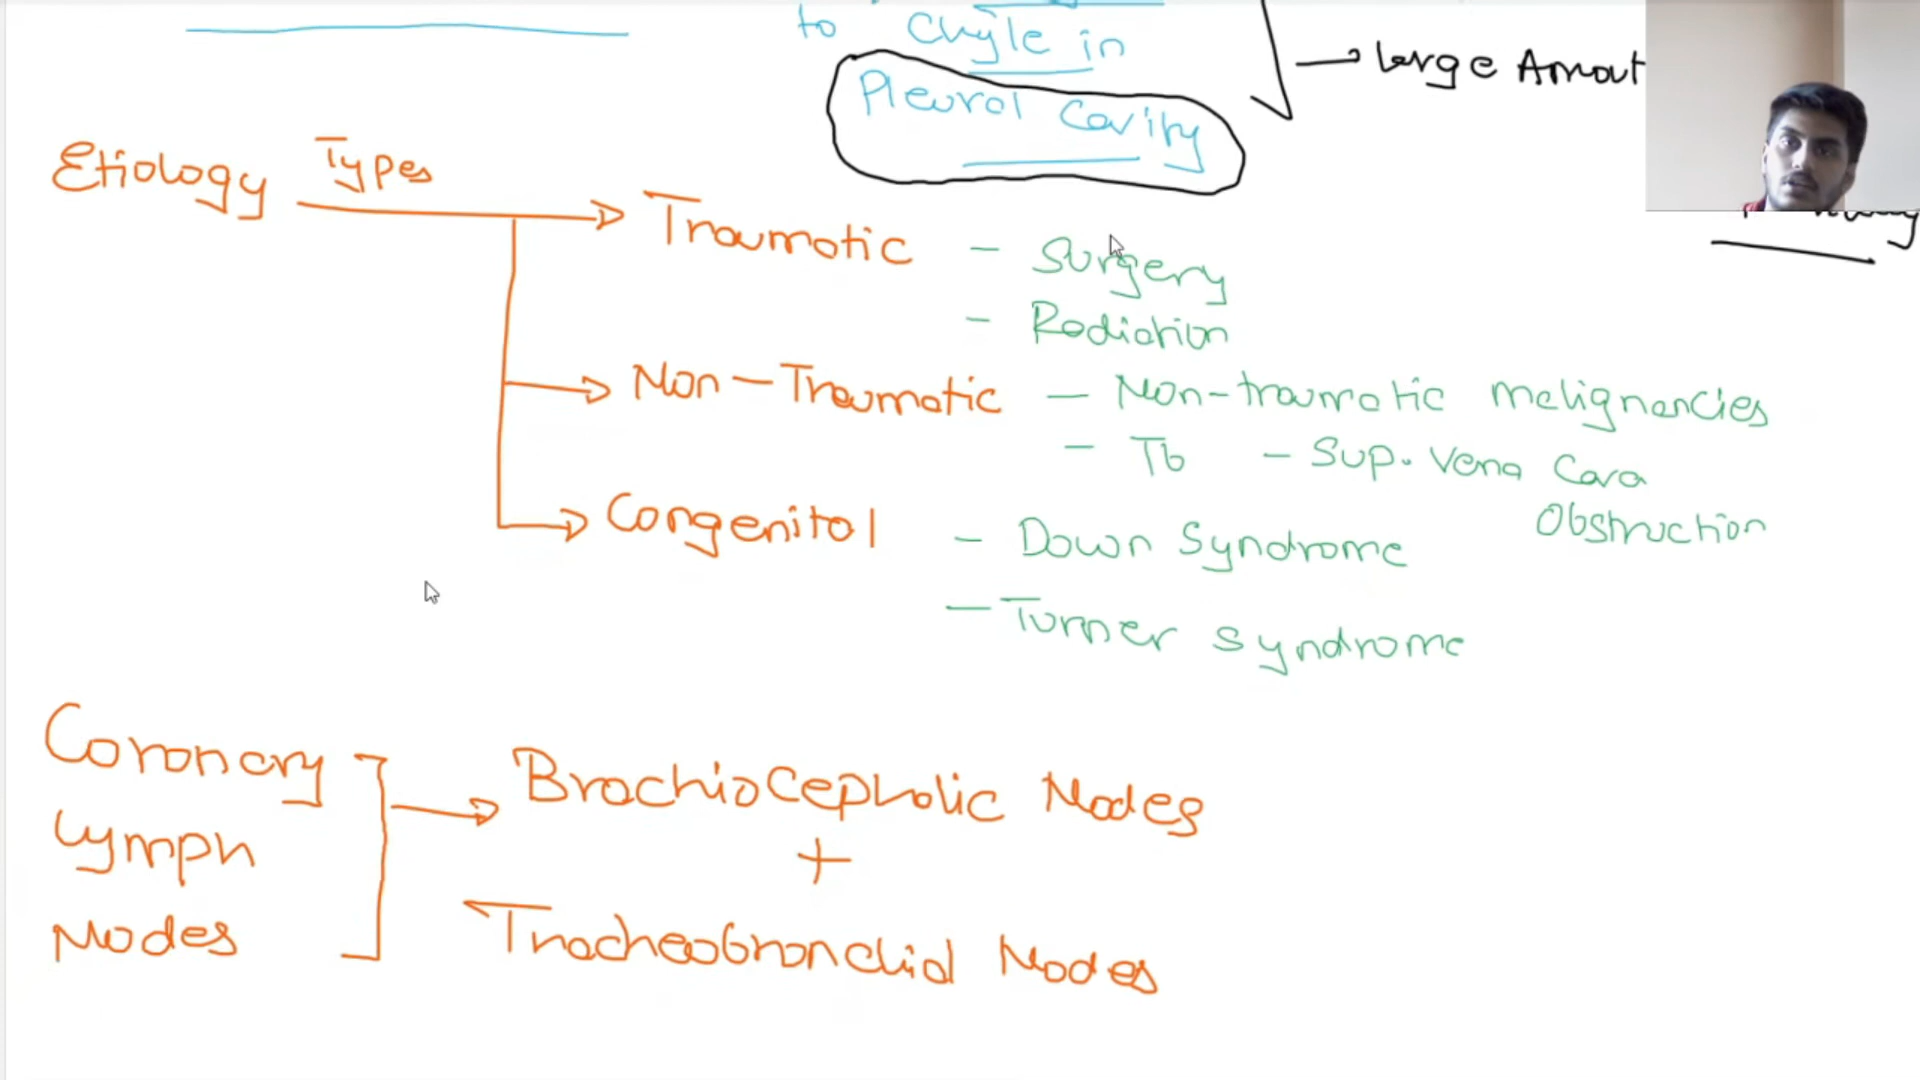 to Chyle in
Pleural Cavity
→ Large Amout
Etiology Types → Traumatic - Surgery
- Radiation
→ Non-Traumatic - Non-traumatic malignancies
- Tb - Sup. Vena Cava
Obstruction
→ Congenital - Down Syndrome
- Turner Syndrome
Coronary
Lymph
Nodes
→ Brachiocephalic Nodes
+
Tracheobronchial Nodes